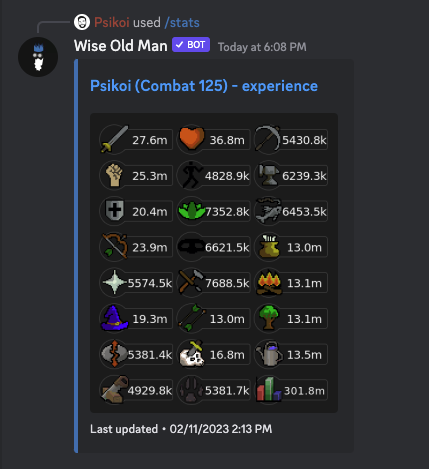 Psikoi used /stats
Wise Old Man BOT Today at 6:08 PM
Psikoi (Combat 125) - experience
27.6m 36.8m 5430.8k
25.3m 4828.9k 6239.3k
20.4m 7352.8k 6453.5k
23.9m 6621.5k 13.0m
5574.5k 7688.5k 13.1m
19.3m 13.0m 13.1m
5381.4k 16.8m 13.5m
4929.8k 5381.7k 301.8m
Last updated • 02/11/2023 2:13 PM